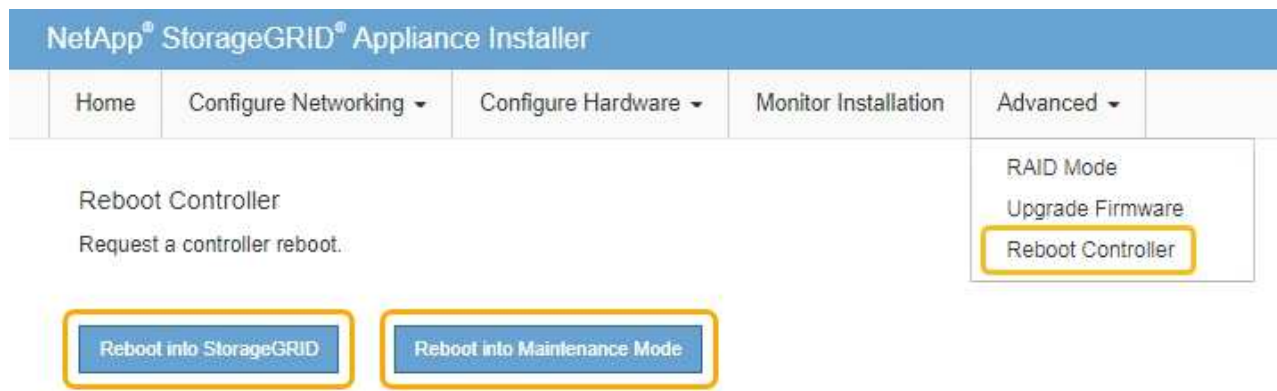 NetApp® StorageGRID® Appliance Installer
Home Configure Networking Configure Hardware Monitor Installation Advanced
RAID Mode
Upgrade Firmware
Reboot Controller
Reboot Controller
Request a controller reboot.
Reboot into StorageGRID Reboot into Maintenance Mode